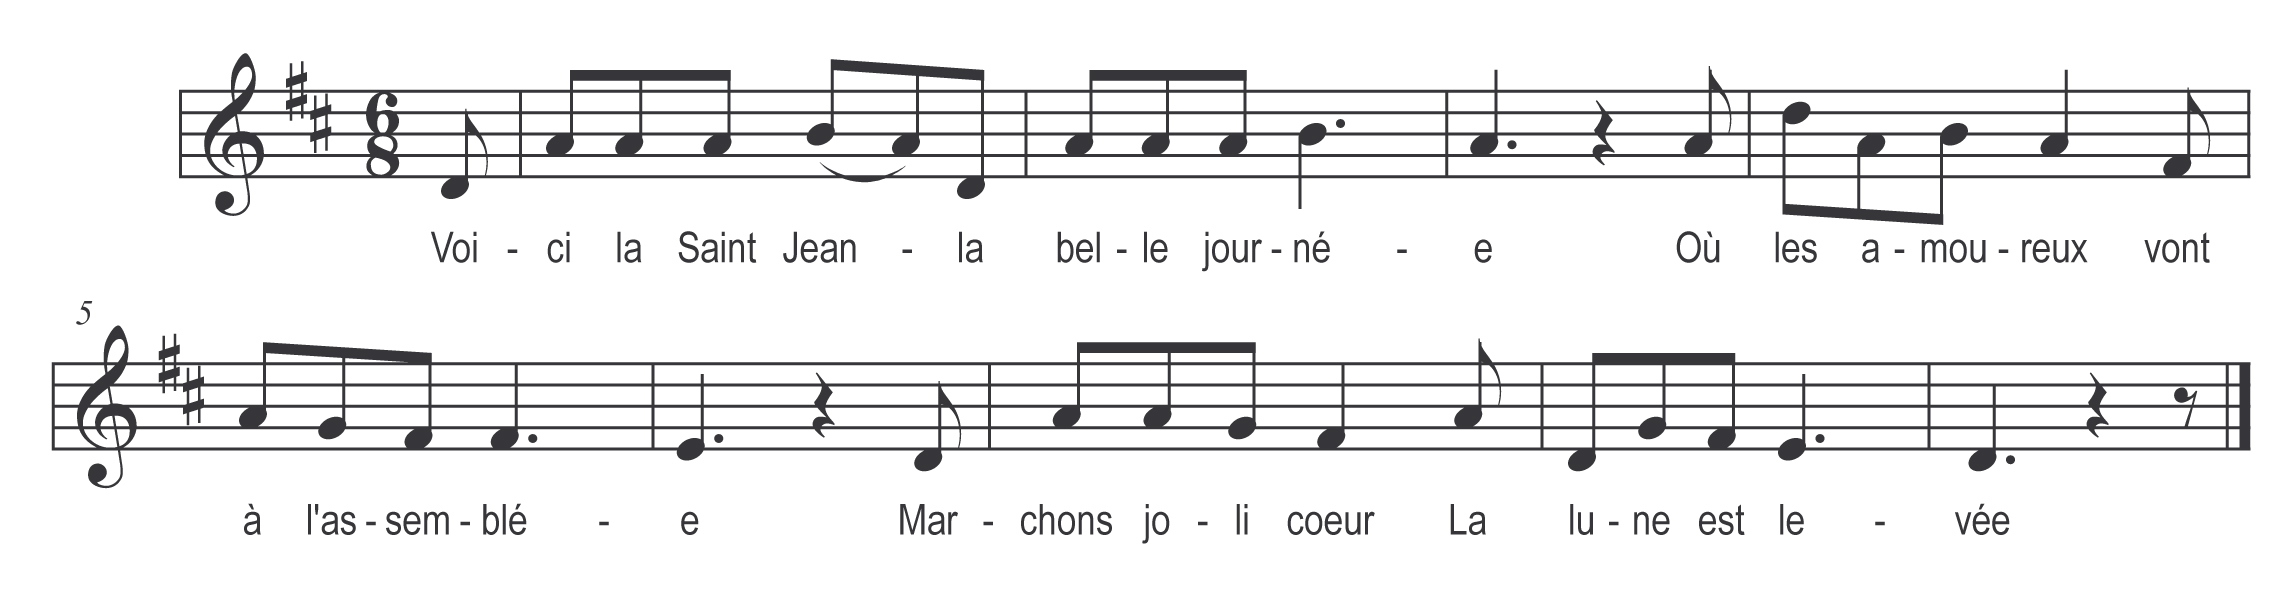 6
8
Voi - ci la Saint Jean - la bel - le jour - né - e Où les a - mou - reux vont
5
à l'as - sem - blé - e Mar - chons jo - li coeur La lu - ne est le - vée